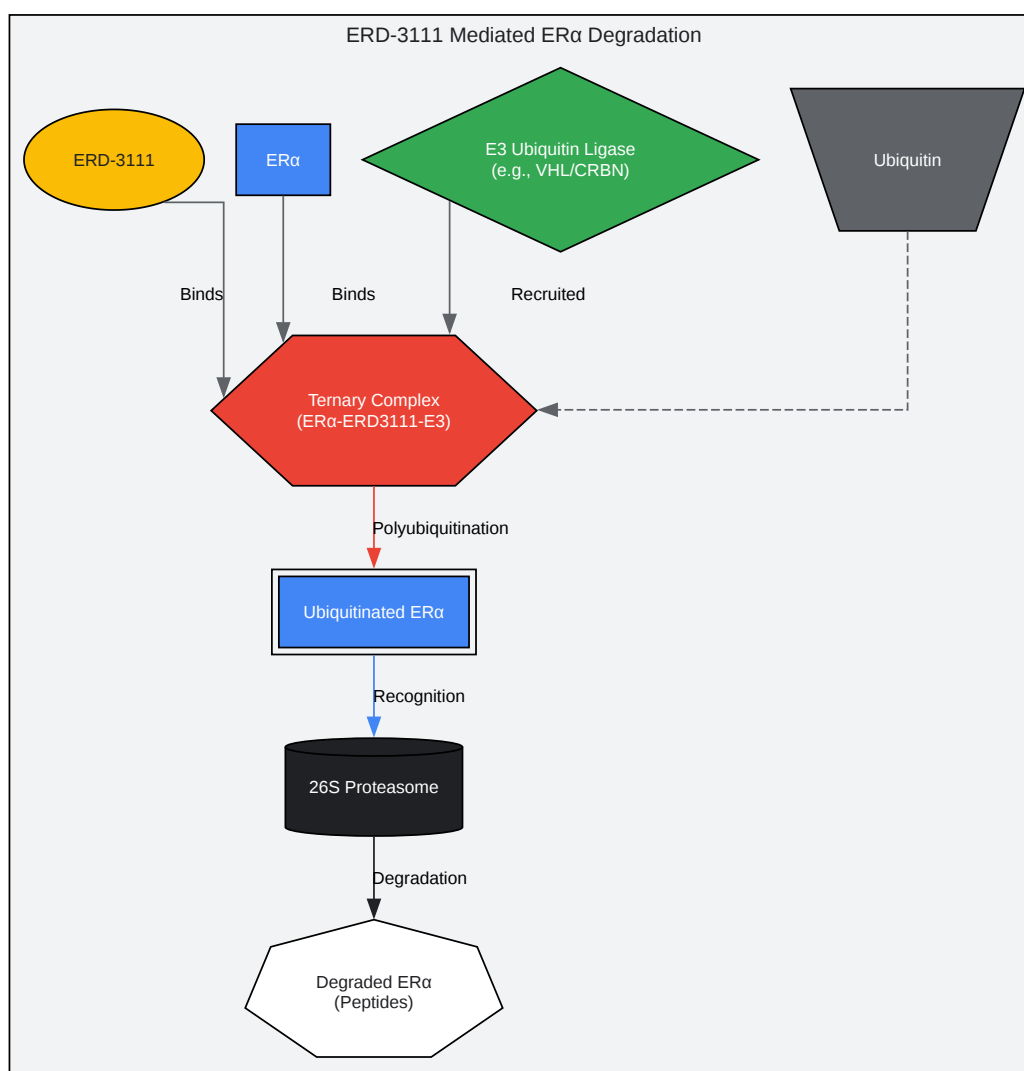 ERD-3111 Mediated ERα Degradation
ERD-3111
ERα
E3 Ubiquitin Ligase
(e.g., VHL/CRBN)
Ubiquitin
Binds
Binds
Recruited
Ternary Complex
(ERα-ERD3111-E3)
Polyubiquitination
Ubiquitinated ERα
Recognition
26S Proteasome
Degradation
Degraded ERα
(Peptides)